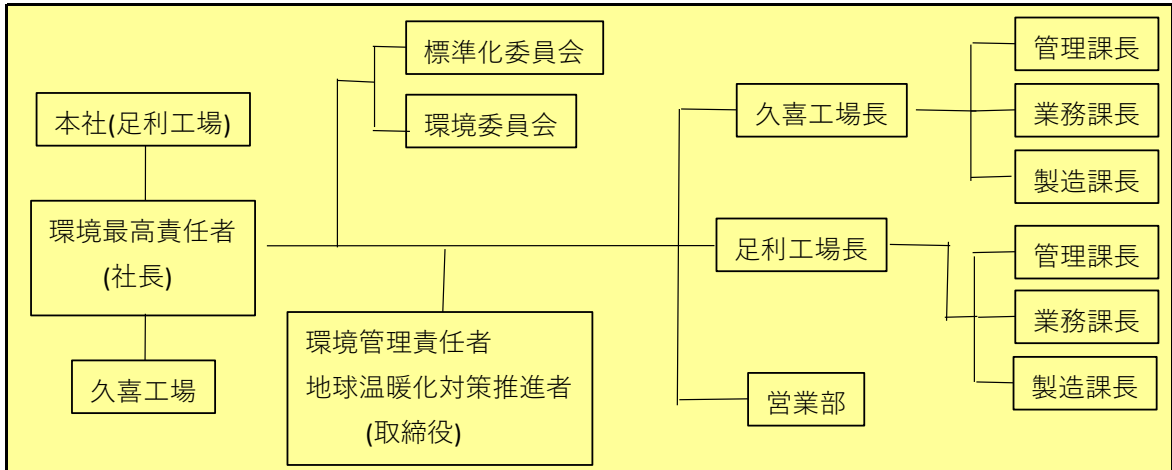 標準化委員会
環境委員会
本社(足利工場)
環境最高責任者
(社長)
久喜工場
環境管理責任者
地球温暖化対策推進者
(取締役)
久喜工場長
管理課長
業務課長
製造課長
足利工場長
管理課長
業務課長
製造課長
営業部